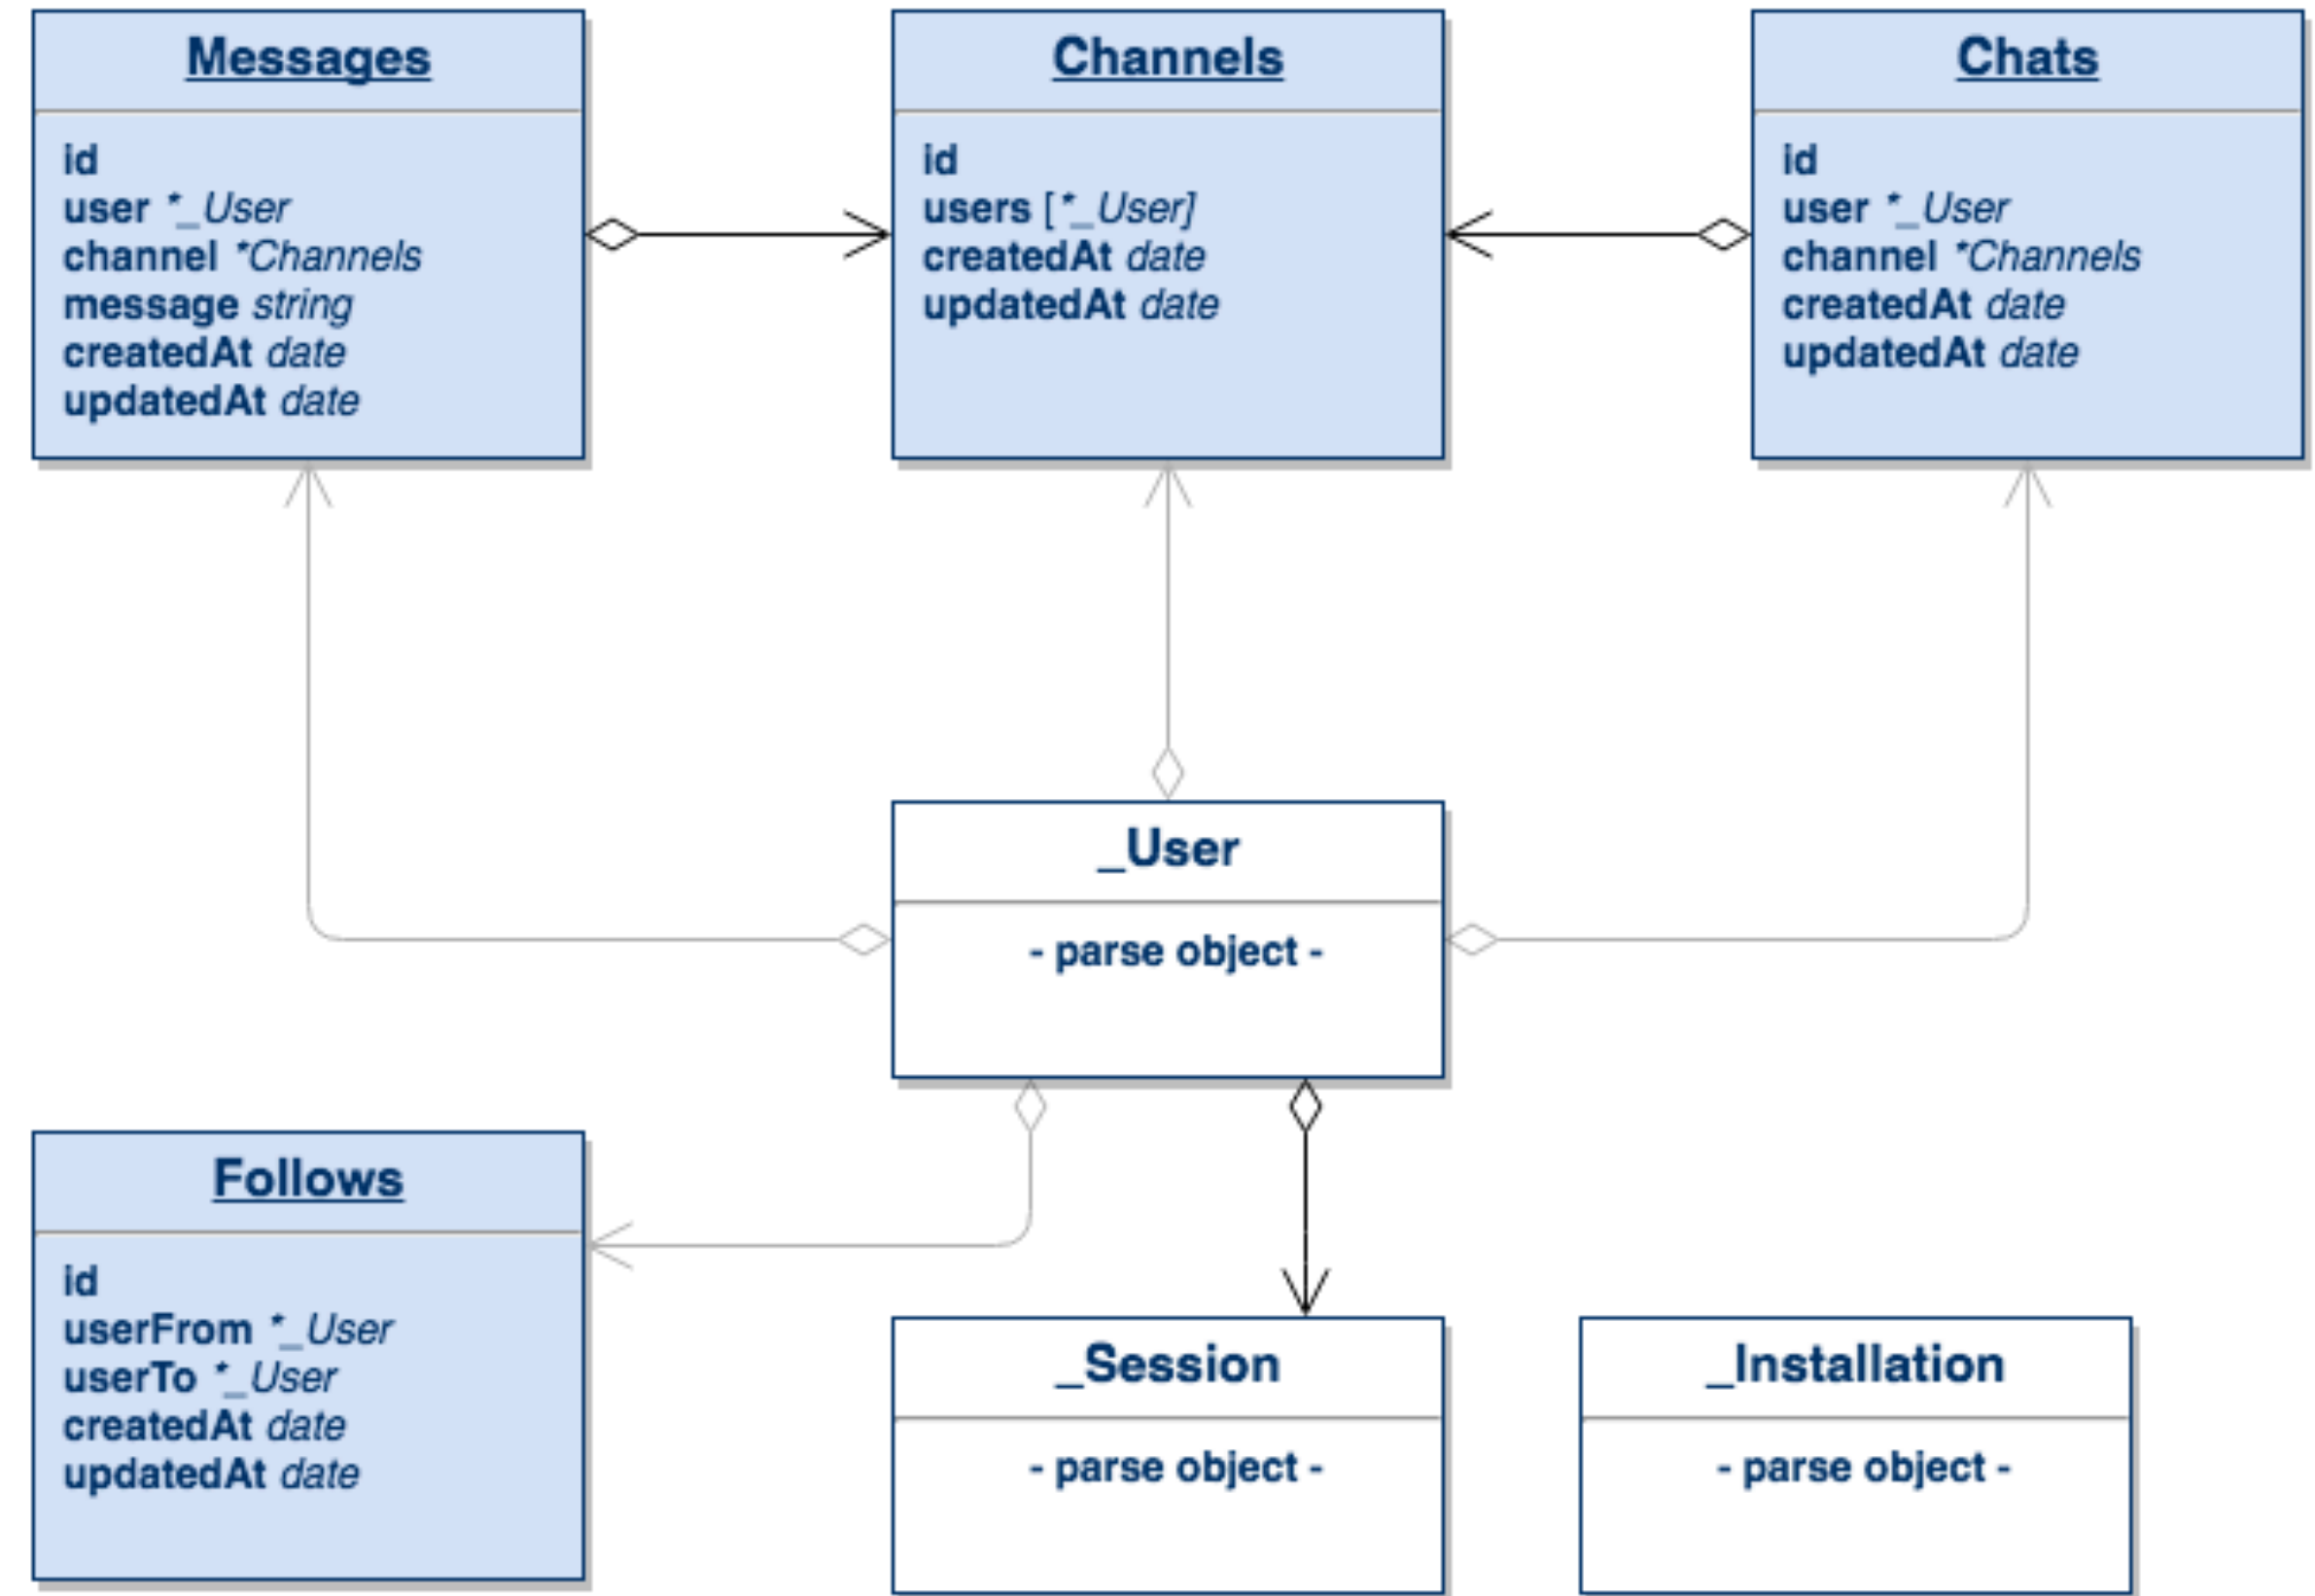 Messages
id
user *_User
channel *Channels
message string
createdAt date
updatedAt date
Channels
id
users [*_User]
createdAt date
updatedAt date
Chats
id
user *_User
channel *Channels
createdAt date
updatedAt date
_User
- parse object -
Follows
id
userFrom *_User
userTo *_User
createdAt date
updatedAt date
_Session
- parse object -
_Installation
- parse object -